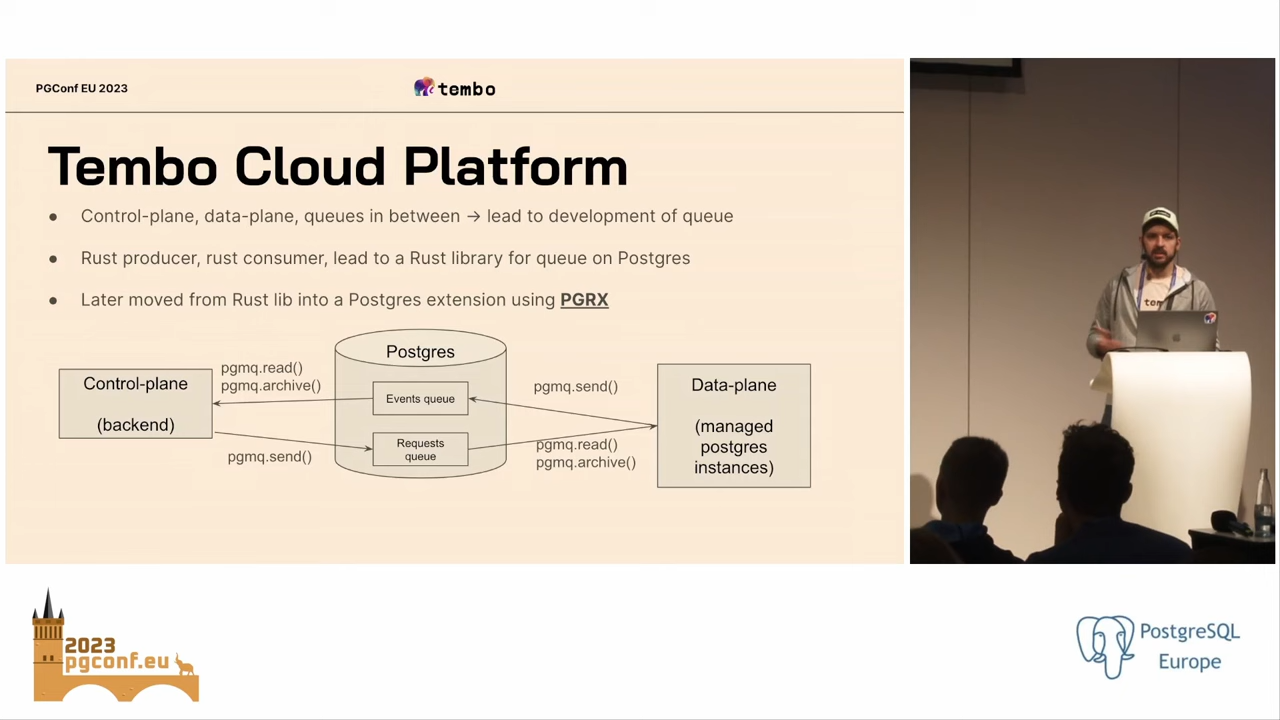 PGConf EU 2023
tembo
Tembo Cloud Platform
● Control-plane, data-plane, queues in between → lead to development of queue
● Rust producer, rust consumer, lead to a Rust library for queue on Postgres
● Later moved from Rust lib into a Postgres extension using PGRX
Control-plane
(backend)
pgmq.read()
pgmq.archive()
pgmq.send()
Postgres
Events queue
Requests
queue
pgmq.send()
pgmq.read()
pgmq.archive()
Data-plane
(managed
postgres
instances)
tem
2023
pgconf.eu
PostgreSQL
Europe